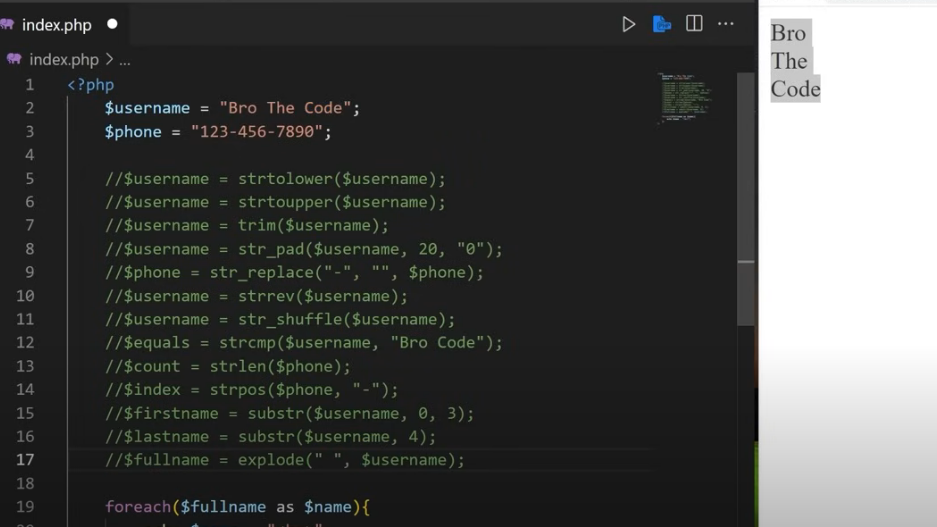 index.php
index.php > ...
1 <?php
2 $username = "Bro The Code";
3 $phone = "123-456-7890";
4
5 //$username = strtolower($username);
6 //$username = strtoupper($username);
7 //$username = trim($username);
8 //$username = str_pad($username, 20, "0");
9 //$phone = str_replace("-", "", $phone);
10 //$username = strrev($username);
11 //$username = str_shuffle($username);
12 //$equals = strcmp($username, "Bro Code");
13 //$count = strlen($phone);
14 //$index = strpos($phone, "-");
15 //$firstname = substr($username, 0, 3);
16 //$lastname = substr($username, 4);
17 //$fullname = explode(" ", $username);
18
19 foreach($fullname as $name){
Bro
The
Code